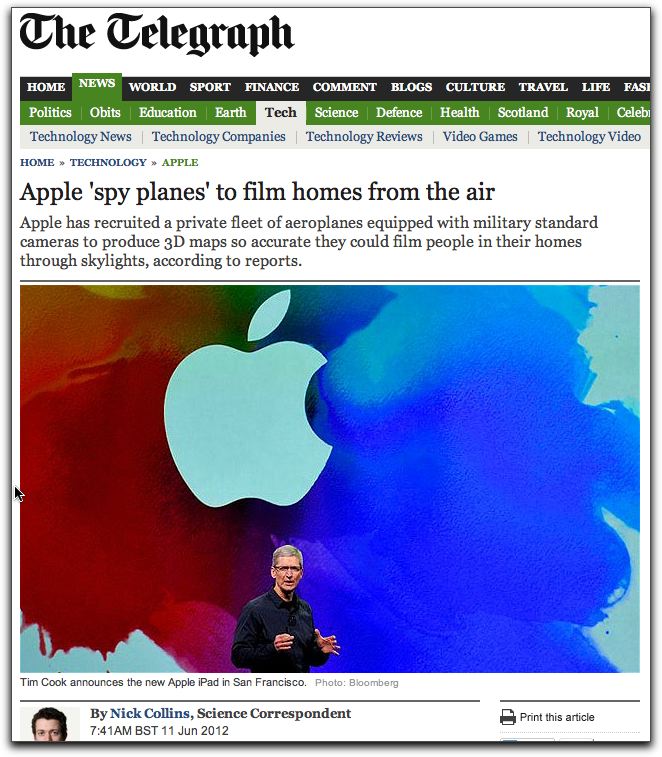 The Telegraph
HOME NEWS WORLD SPORT FINANCE COMMENT BLOGS CULTURE TRAVEL LIFE FASI
Politics Obits Education Earth Tech Science Defence Health Scotland Royal Celeb
Technology News Technology Companies Technology Reviews Video Games Technology Video
HOME » TECHNOLOGY » APPLE
Apple 'spy planes' to film homes from the air
Apple has recruited a private fleet of aeroplanes equipped with military standard
cameras to produce 3D maps so accurate they could film people in their homes
through skylights, according to reports.
Tim Cook announces the new Apple iPad in San Francisco. Photo: Bloomberg
By Nick Collins, Science Correspondent
7:41AM BST 11 Jun 2012
Print this article